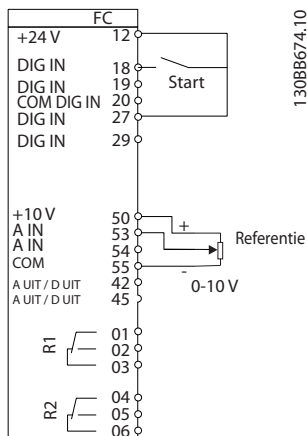 FC
+24 V 12
DIG IN 18
DIG IN 19
COM DIG IN 20
DIG IN 27
DIG IN 29
Start
+10 V 50
A IN 53
A IN 54
COM 55
A UIT / D UIT 42
A UIT / D UIT 45
+
-
0-10 V
Referentie
R1
01
02
03
R2
04
05
06
130BB674.10